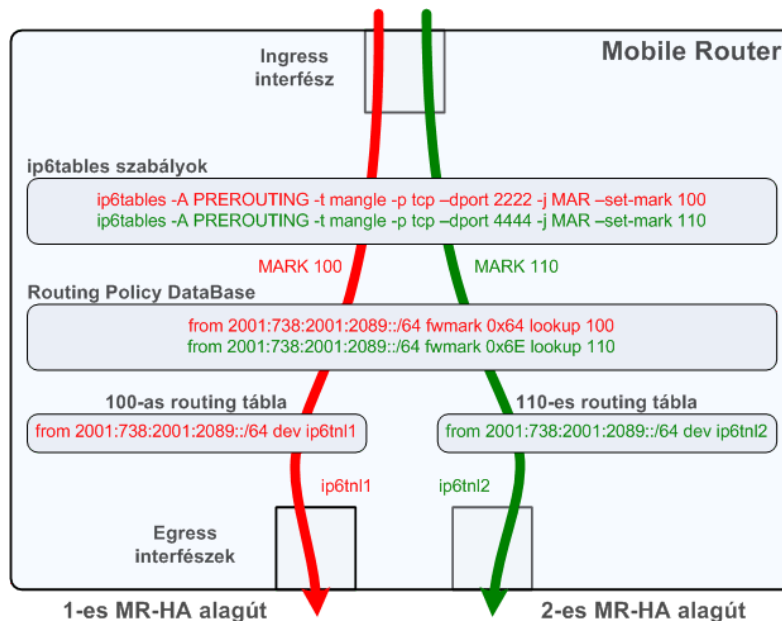 Mobile Router
Ingress
interfész
ip6tables szabályok
ip6tables -A PREROUTING -t mangle -p tcp –dport 2222 -j MAR –set-mark 100
ip6tables -A PREROUTING -t mangle -p tcp –dport 4444 -j MAR –set-mark 110
MARK 100
MARK 110
Routing Policy DataBase
from 2001:738:2001:2089::/64 fwmark 0x64 lookup 100
from 2001:738:2001:2089::/64 fwmark 0x6E lookup 110
100-as routing tábla
110-es routing tábla
from 2001:738:2001:2089::/64 dev ip6tnl1
from 2001:738:2001:2089::/64 dev ip6tnl2
ip6tnl1
ip6tnl2
Egress
interfészek
1-es MR-HA alagút
2-es MR-HA alagút